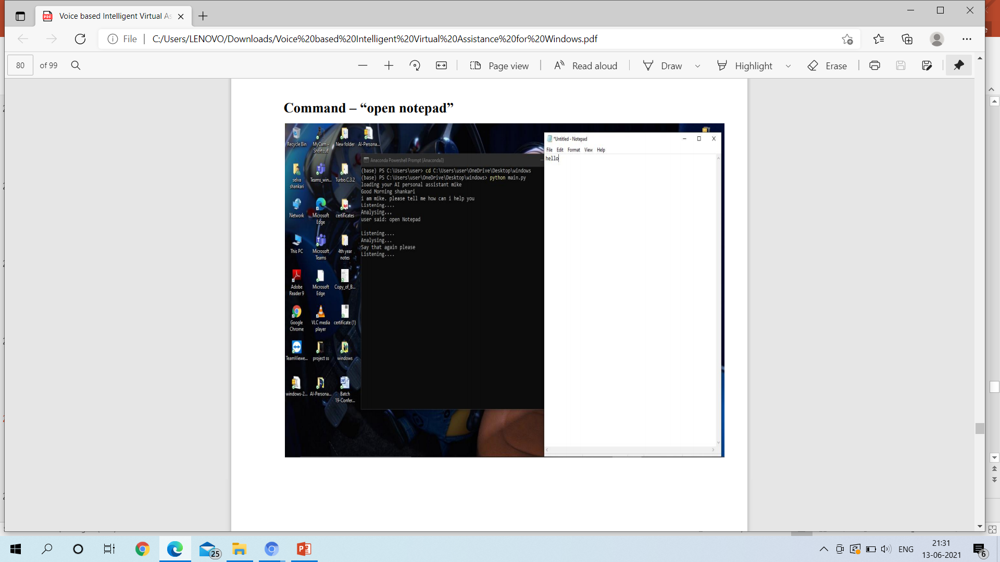 Voice based Intelligent Virtual As
File
C:/Users/LENOVO/Downloads/Voice%20based%20Intelligent%20Virtual%20Assistance%20for%20Windows.pdf
80 of 99
Page view
Read aloud
Draw
Highlight
Erase
Command – “open notepad”
Recycle Bin
MyCam - Shortcut
New folder
AI-Persona...
selva shankari
Teams_win...
Turbo.C.3.2
Network
Microsoft Edge
certificates
This PC
Microsoft Teams
4th year notes
Adobe Reader 9
Microsoft Edge
Copy_of_B...
Google Chrome
VLC media player
certificate (1)
TeamViewe...
project ss
windows
windows-2...
AI-Persona...
Batch 19-Confer...
Anaconda Powershell Prompt (Anaconda3)
(base) PS C:\Users\user> cd C:\Users\user\OneDrive\Desktop\windows
(base) PS C:\Users\user\OneDrive\Desktop\windows> python main.py
loading your AI personal assistant mike
Good Morning shankari
i am mike. please tell me how can i help you
Listening....
Analysing...
user said: open Notepad
Listening....
Analysing...
Say that again please
Listening....
*Untitled - Notepad
File Edit Format View Help
hello
25
ENG
21:31
13-06-2021
6